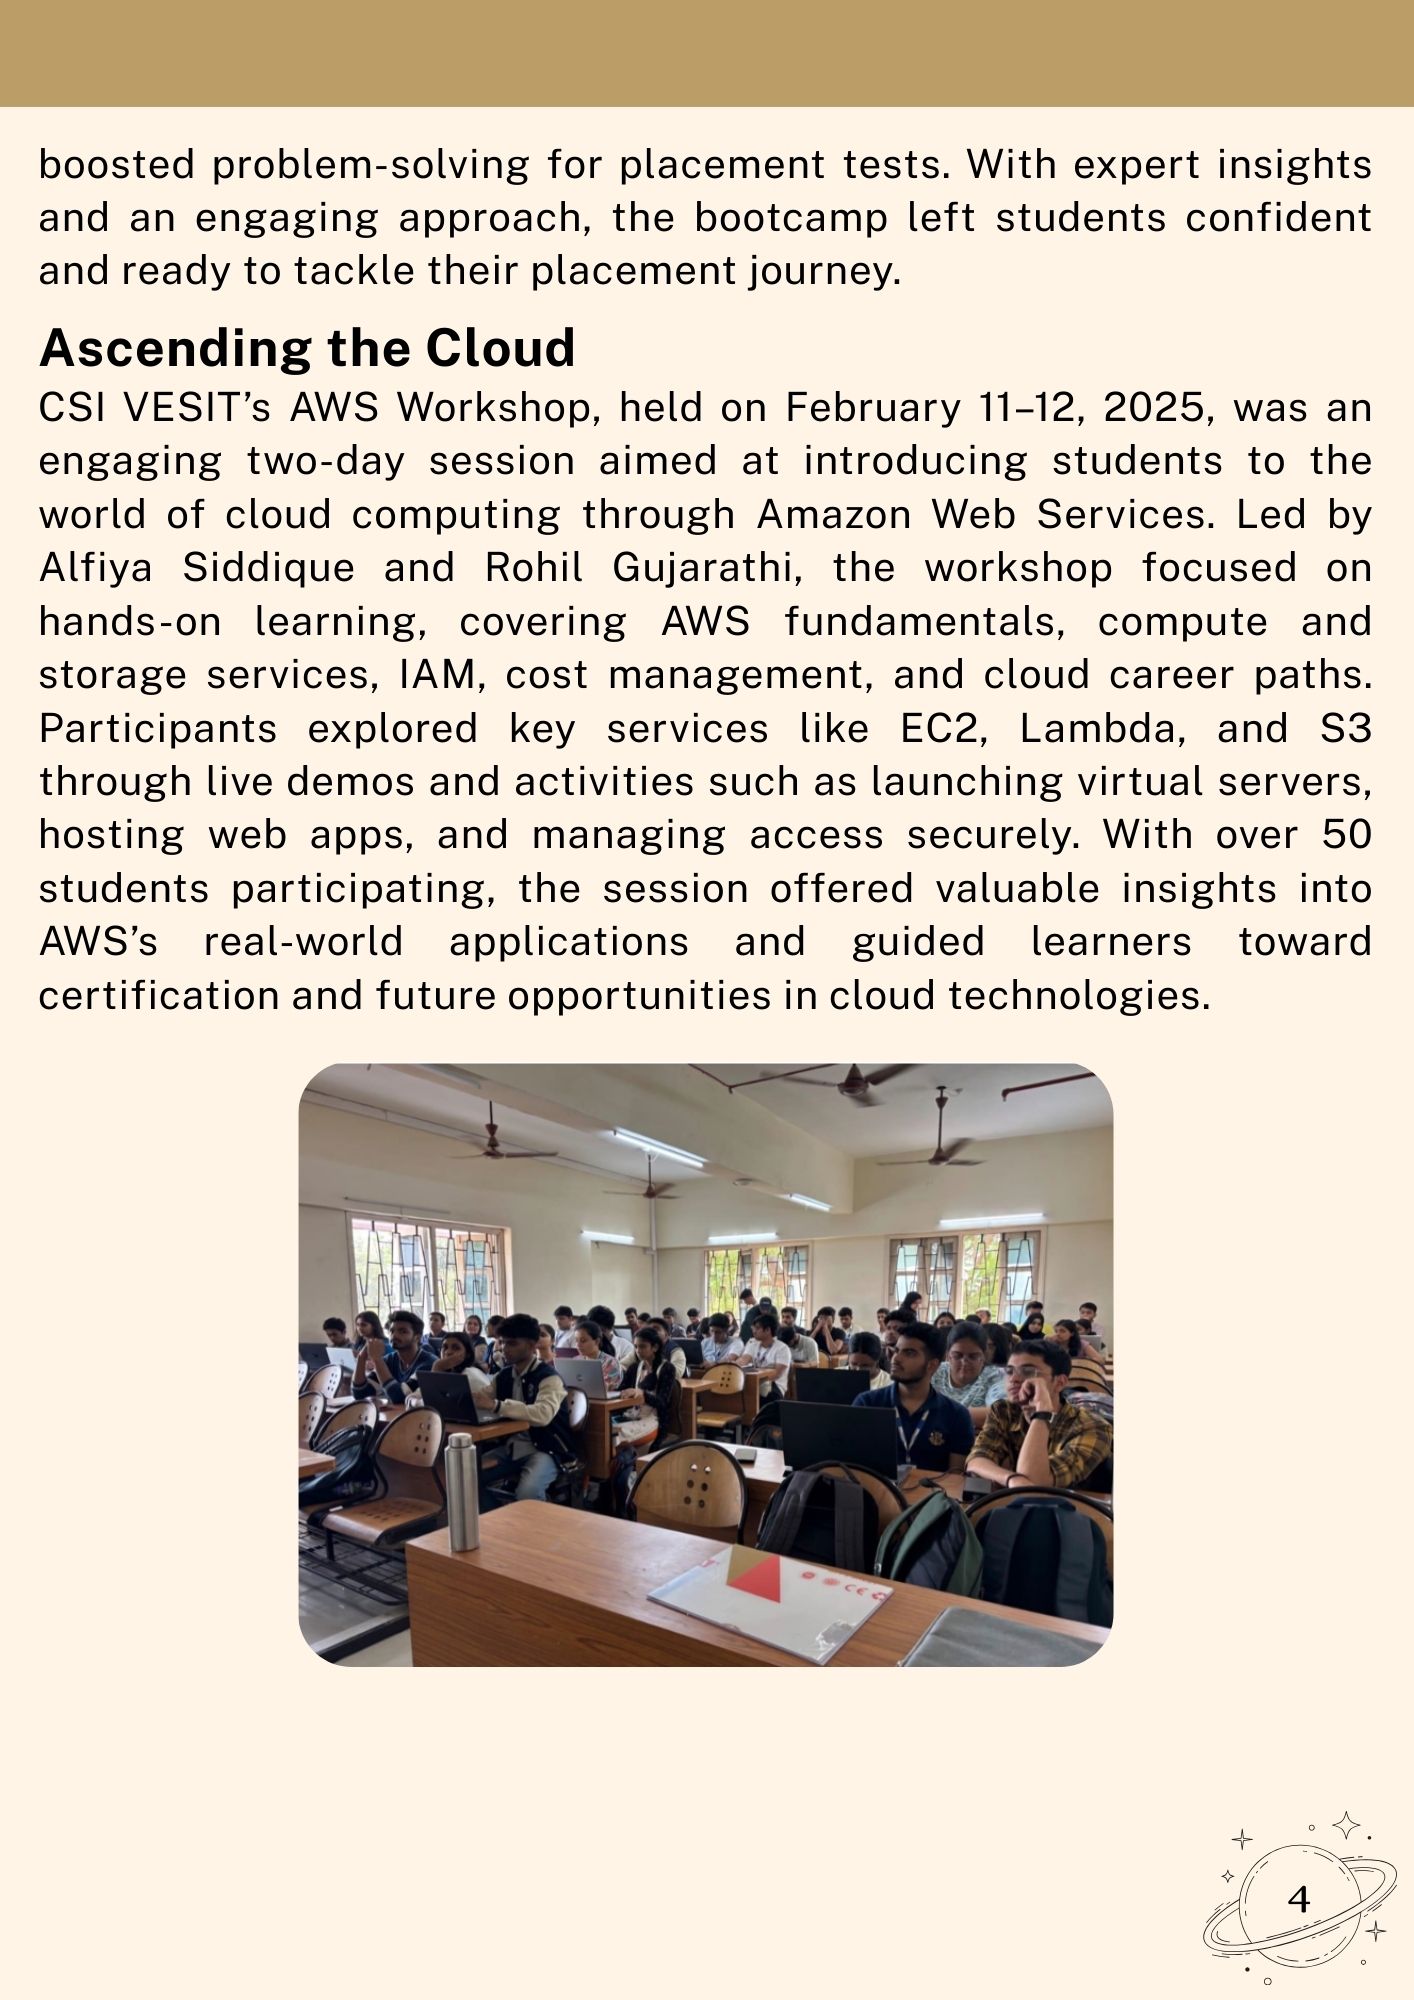 boosted problem-solving for placement tests. With expert insights
and an engaging approach, the bootcamp left students confident
and ready to tackle their placement journey.
Ascending the Cloud
CSI VESIT’s AWS Workshop, held on February 11–12, 2025, was an
engaging two-day session aimed at introducing students to the
world of cloud computing through Amazon Web Services. Led by
Alfiya Siddique and Rohil Gujarathi, the workshop focused on
hands-on learning, covering AWS fundamentals, compute and
storage services, IAM, cost management, and cloud career paths.
Participants explored key services like EC2, Lambda, and S3
through live demos and activities such as launching virtual servers,
hosting web apps, and managing access securely. With over 50
students participating, the session offered valuable insights into
AWS’s real-world applications and guided learners toward
certification and future opportunities in cloud technologies.
4